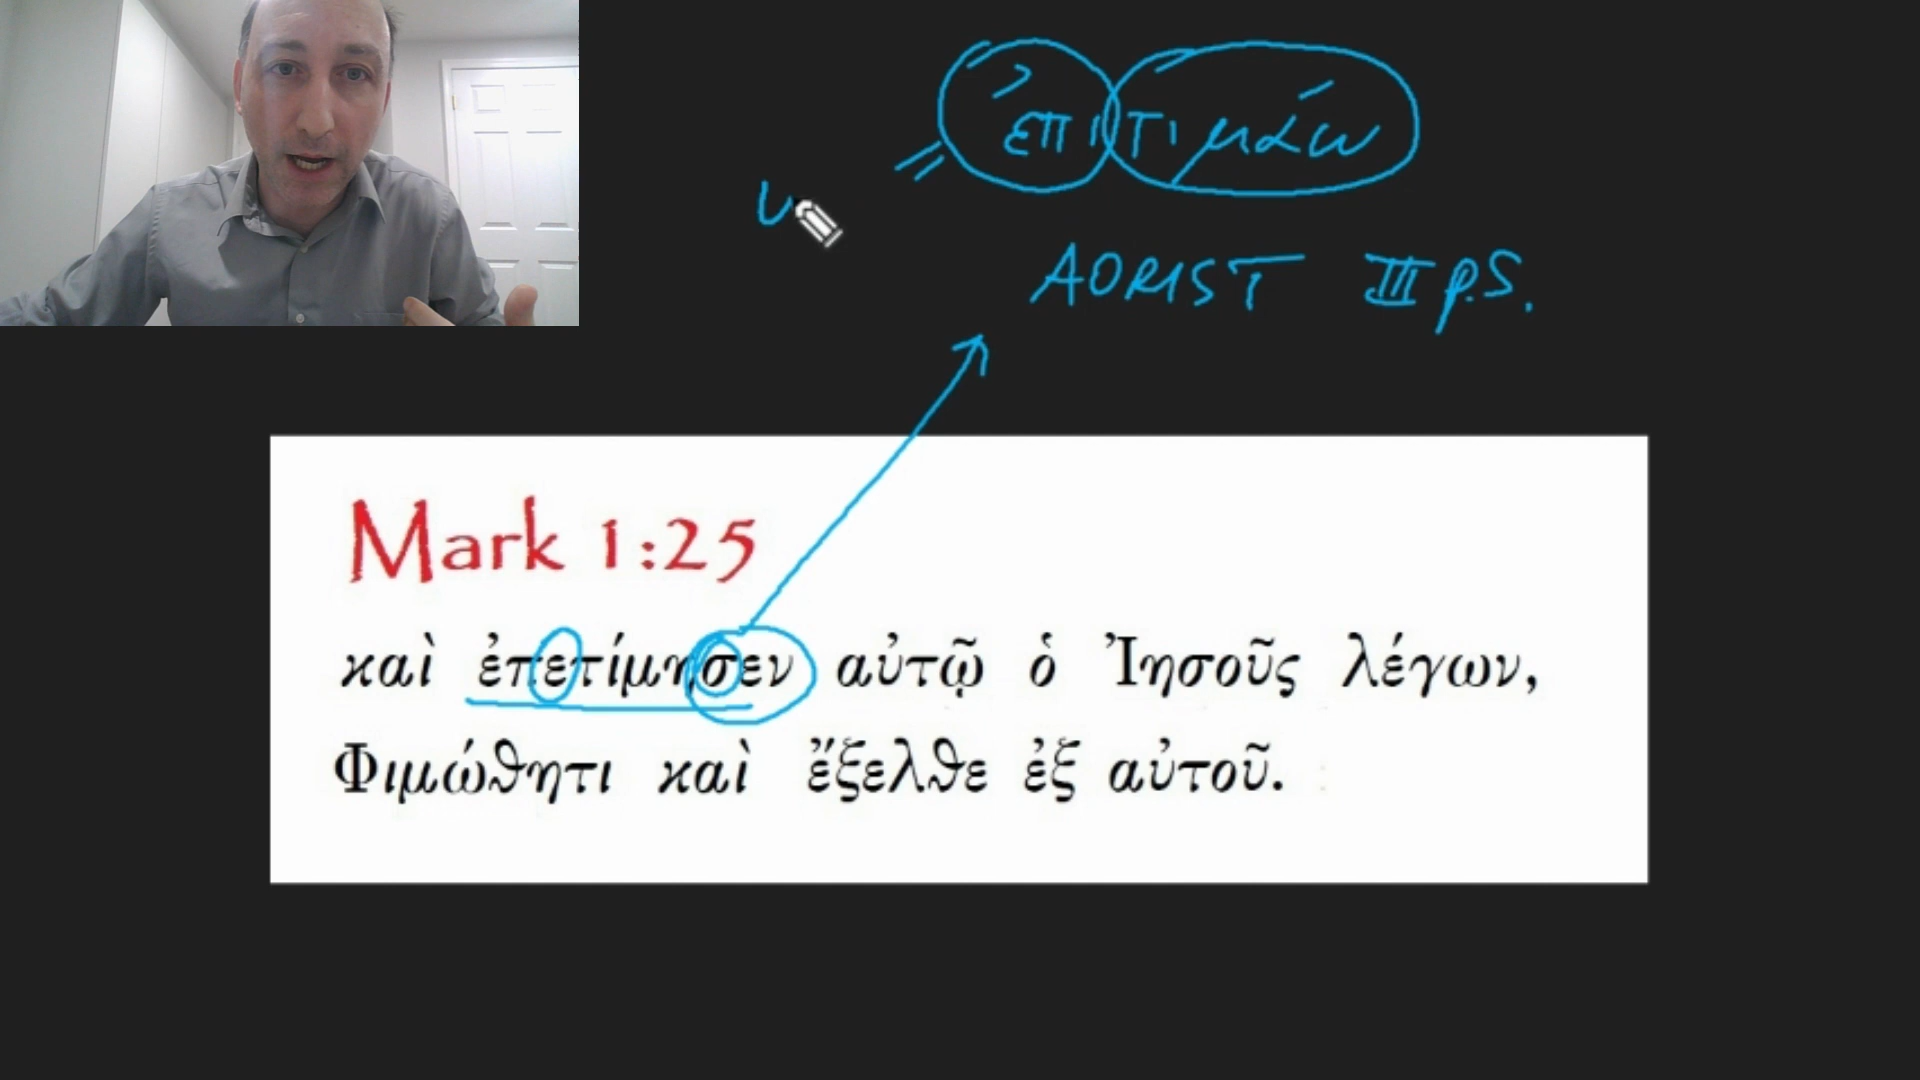 ἐπιτιμάω
AORIST III p.S.
Mark 1:25
καὶ ἐπετίμησεν αὐτῷ ὁ Ἰησοῦς λέγων,
Φιμώθητι καὶ ἔξελθε ἐξ αὐτοῦ.